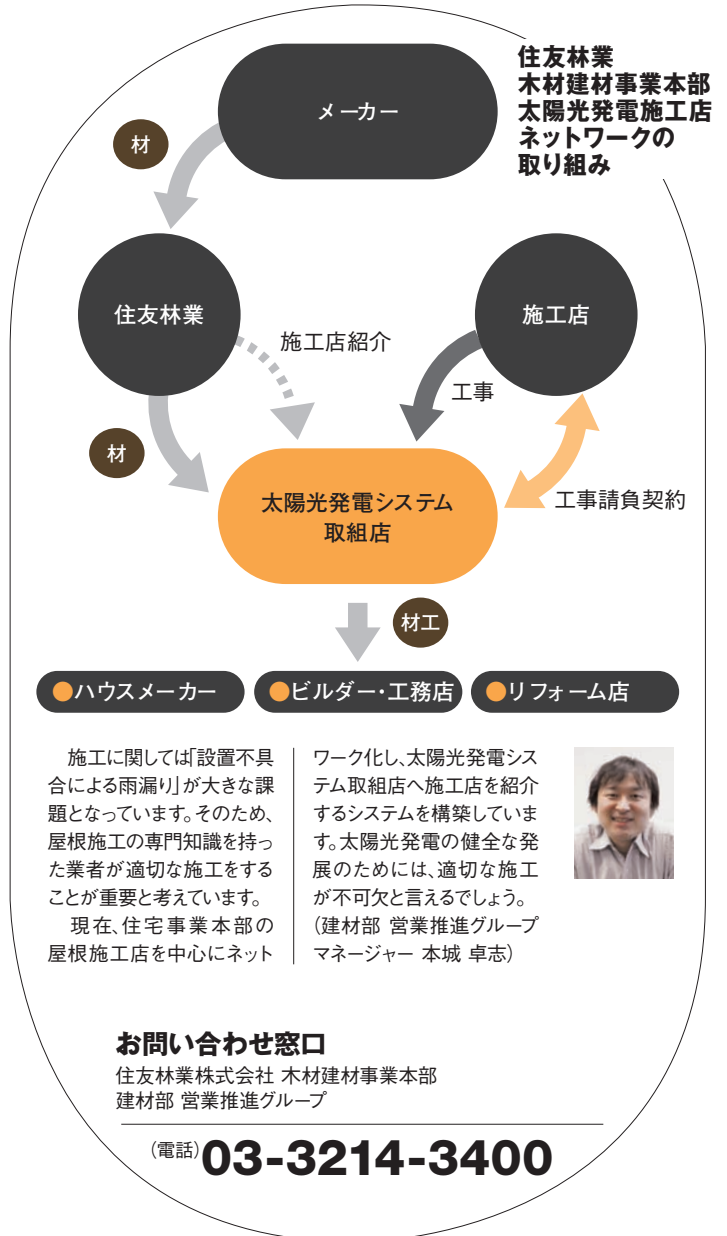 住友林業
木材建材事業本部
太陽光発電施工店
ネットワークの
取り組み
メーカー
材
住友林業
施工店
施工店紹介
工事
材
太陽光発電システム
取組店
工事請負契約
材工
●ハウスメーカー
●ビルダー・工務店
●リフォーム店
施工に関しては「設置不具
合による雨漏り」が大きな課
題となっています。そのため、
屋根施工の専門知識を持っ
た業者が適切な施工をする
ことが重要と考えています。
現在、住宅事業本部の
屋根施工店を中心にネット
ワーク化し、太陽光発電シス
テム取組店へ施工店を紹介
するシステムを構築していま
す。太陽光発電の健全な発
展のためには、適切な施工
が不可欠と言えるでしょう。
(建材部 営業推進グループ
マネージャー 本城 卓志)
お問い合わせ窓口
住友林業株式会社 木材建材事業本部
建材部 営業推進グループ
(電話)03-3214-3400